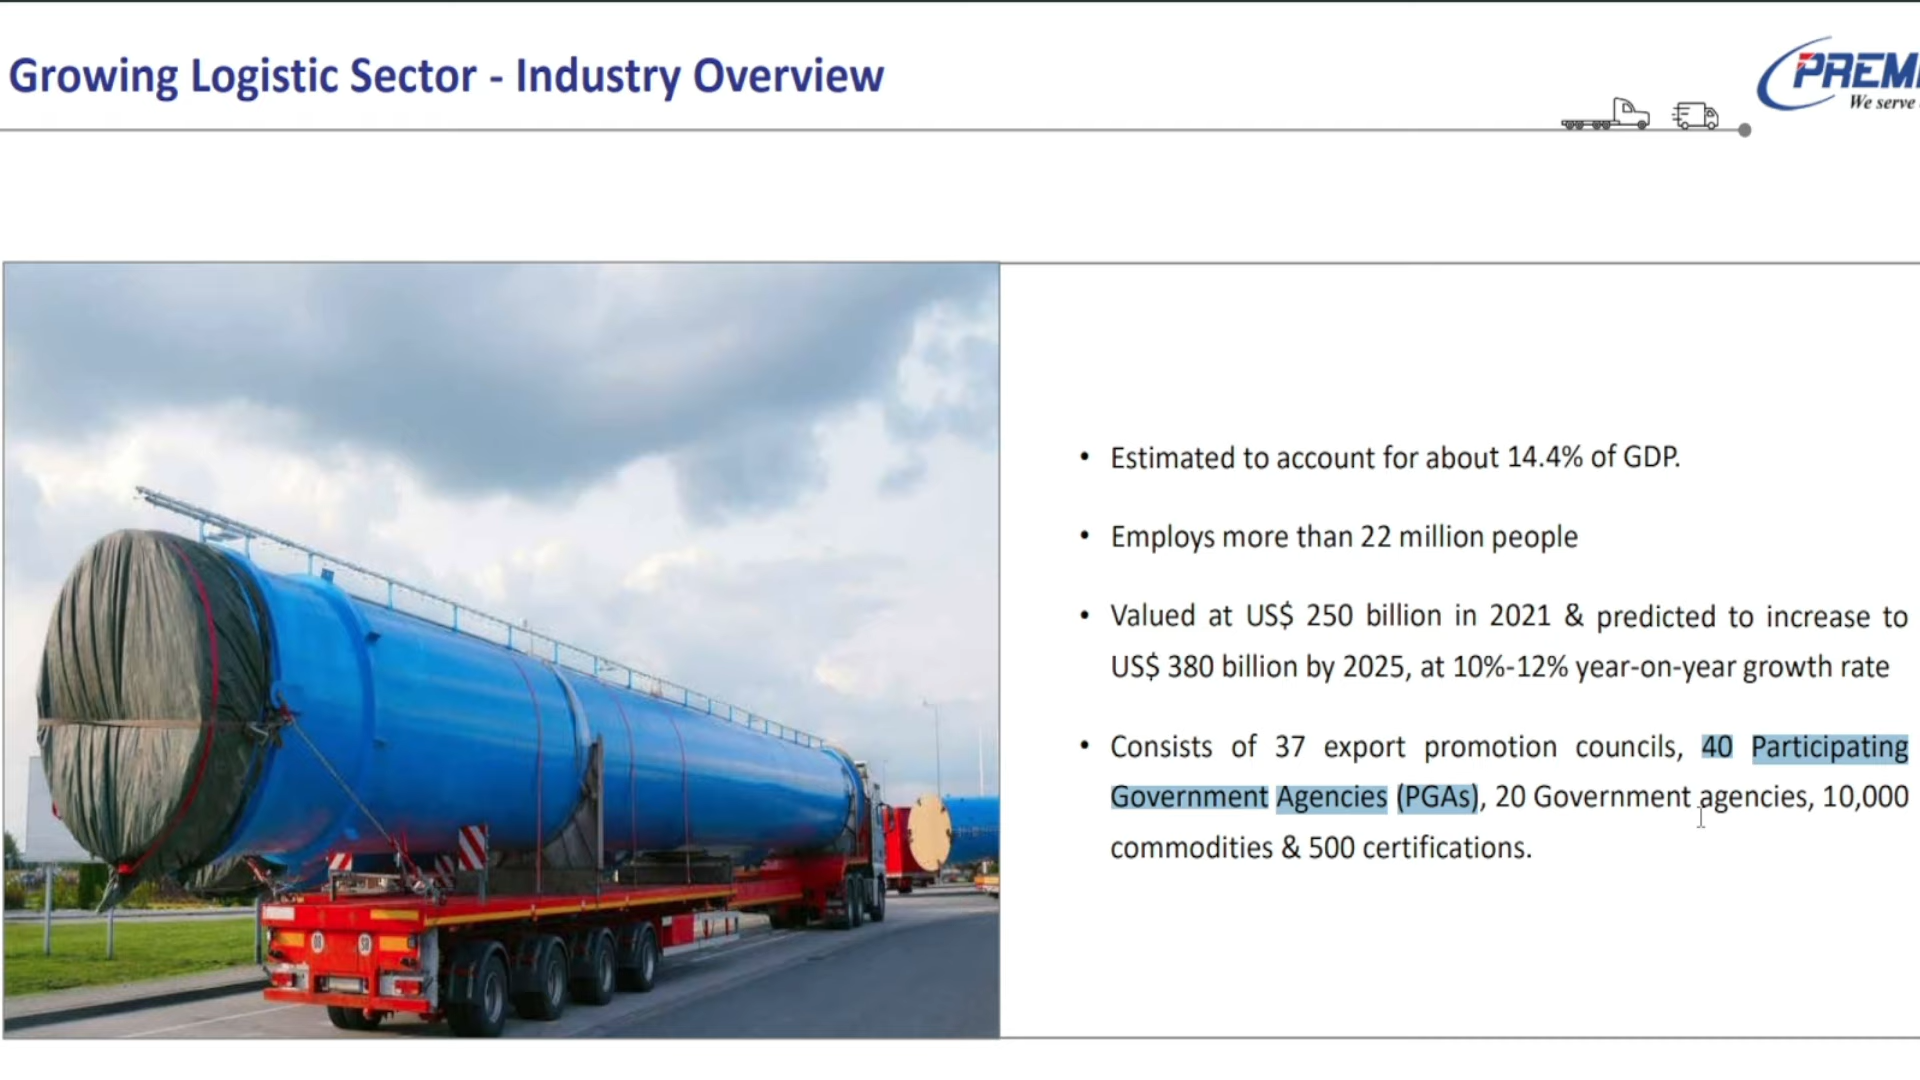 Growing Logistic Sector - Industry Overview
PREMI
We serve
• Estimated to account for about 14.4% of GDP.
• Employs more than 22 million people
• Valued at US$ 250 billion in 2021 & predicted to increase to
US$ 380 billion by 2025, at 10%-12% year-on-year growth rate
• Consists of 37 export promotion councils, 40 Participating
Government Agencies (PGAs), 20 Government agencies, 10,000
commodities & 500 certifications.